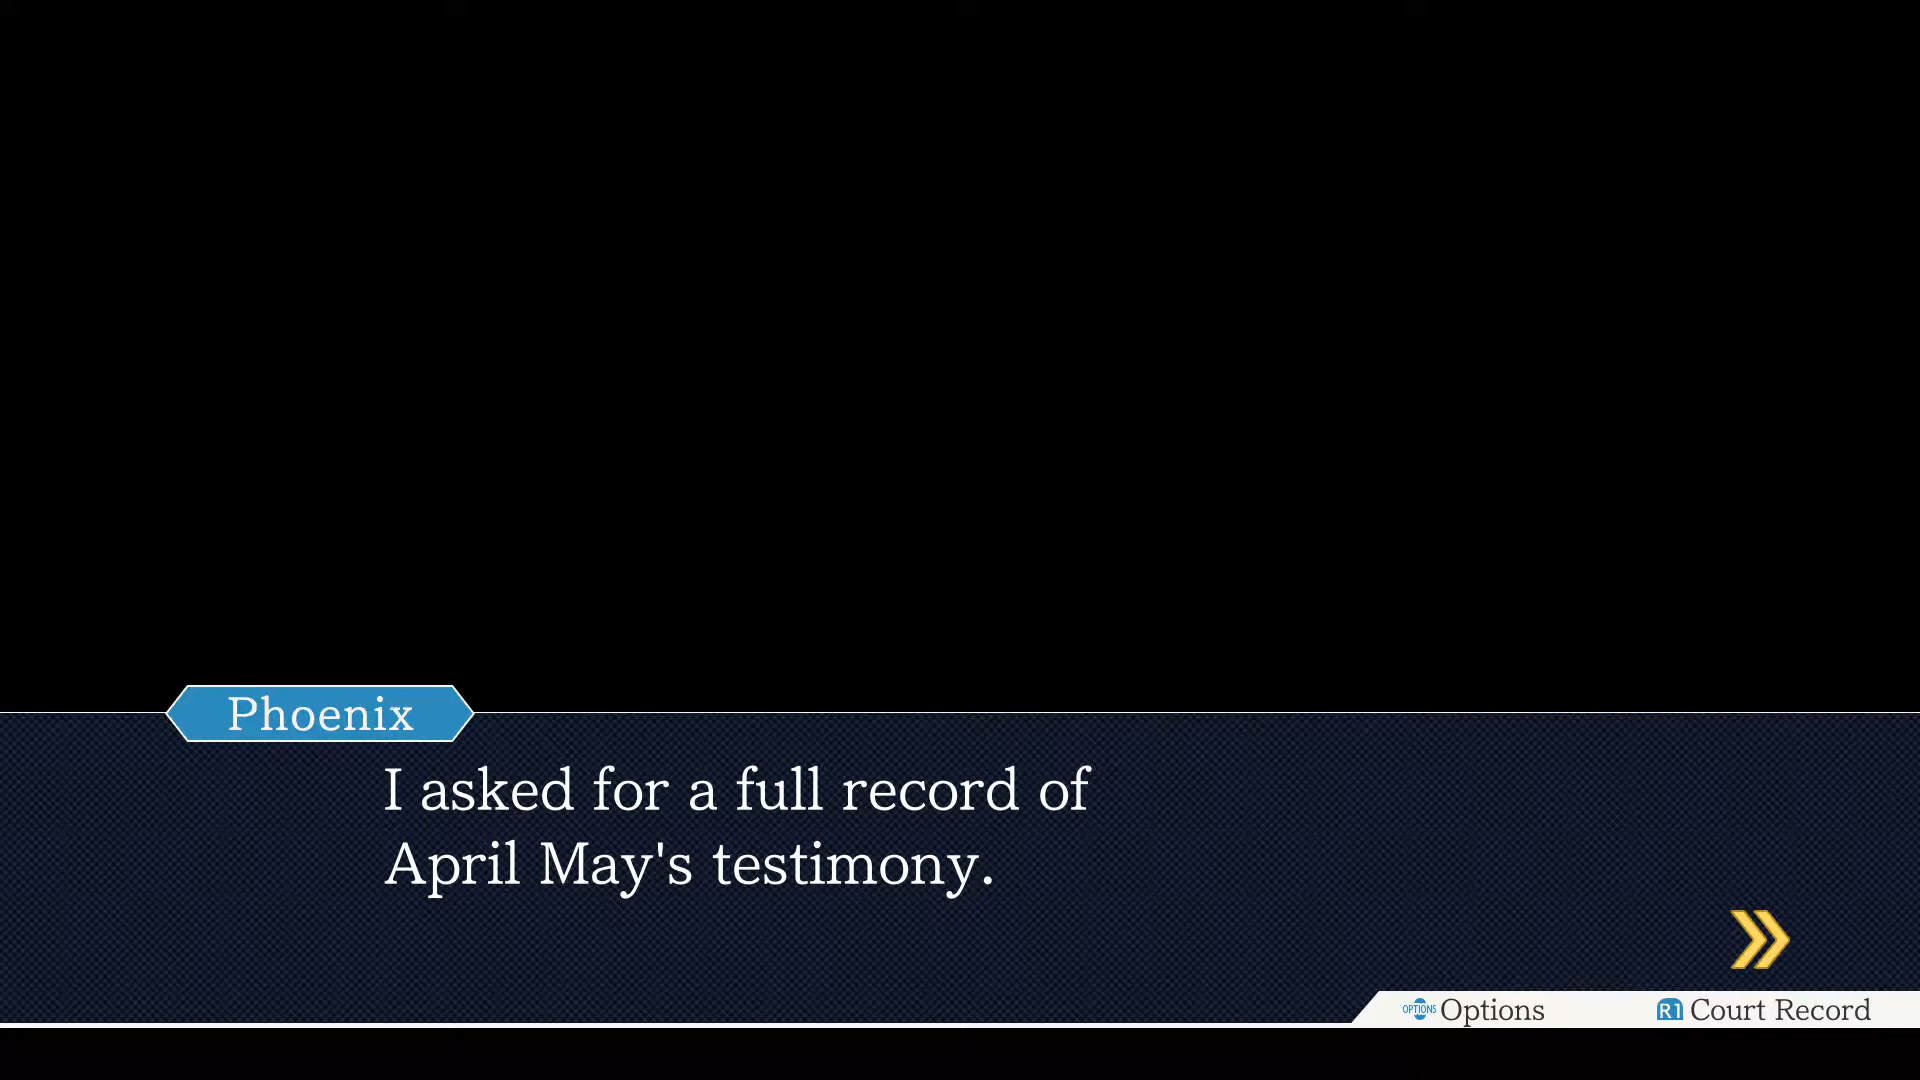 Phoenix
I asked for a full record of
April May's testimony.
OPTIONS Options
R1 Court Record